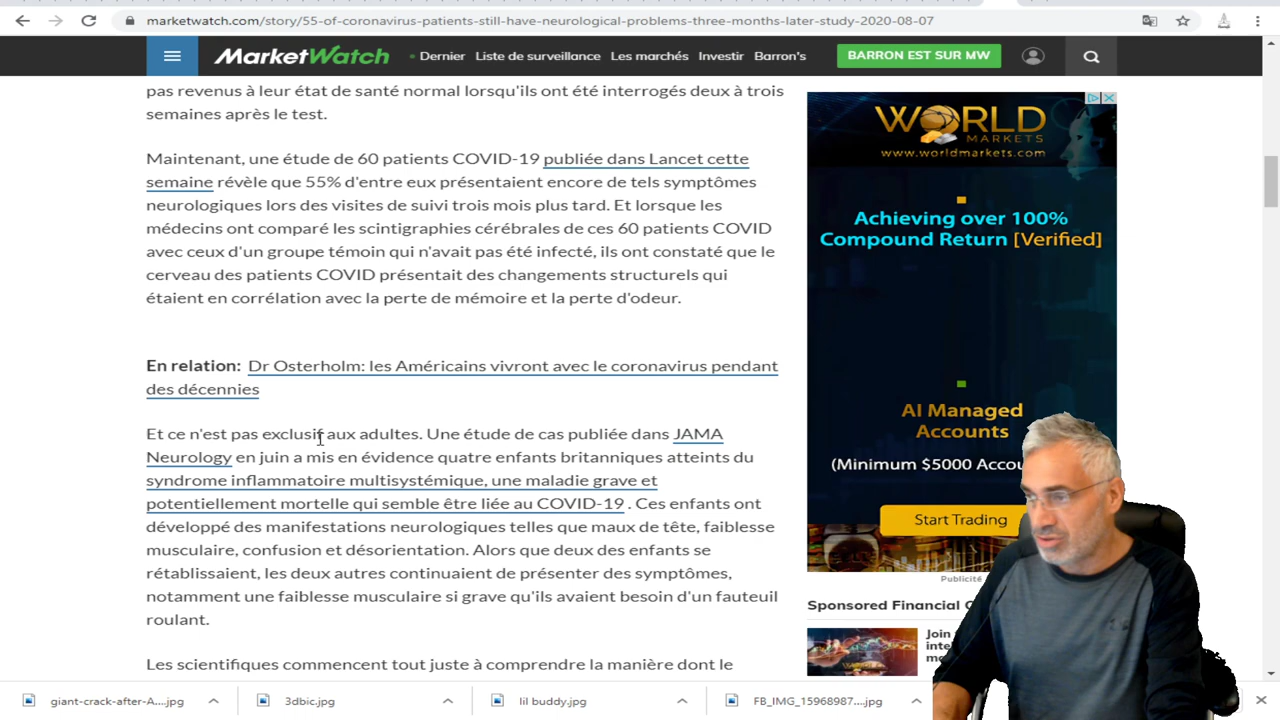 marketwatch.com/story/55-of-coronavirus-patients-still-have-neurological-problems-three-months-later-study-2020-08-07
MarketWatch
Dernier Liste de surveillance Les marchés Investir Barron's
BARRON EST SUR MW
pas revenus à leur état de santé normal lorsqu'ils ont été interrogés deux à trois
semaines après le test.
Maintenant, une étude de 60 patients COVID-19 publiée dans Lancet cette
semaine révèle que 55% d'entre eux présentaient encore de tels symptômes
neurologiques lors des visites de suivi trois mois plus tard. Et lorsque les
médecins ont comparé les scintigraphies cérébrales de ces 60 patients COVID
avec ceux d'un groupe témoin qui n'avait pas été infecté, ils ont constaté que le
cerveau des patients COVID présentait des changements structurels qui
étaient en corrélation avec la perte de mémoire et la perte d'odeur.
En relation: Dr Osterholm: les Américains vivront avec le coronavirus pendant
des décennies
Et ce n'est pas exclusif aux adultes. Une étude de cas publiée dans JAMA
Neurology en juin a mis en évidence quatre enfants britanniques atteints du
syndrome inflammatoire multisystémique, une maladie grave et
potentiellement mortelle qui semble être liée au COVID-19 . Ces enfants ont
développé des manifestations neurologiques telles que maux de tête, faiblesse
musculaire, confusion et désorientation. Alors que deux des enfants se
rétablissaient, les deux autres continuaient de présenter des symptômes,
notamment une faiblesse musculaire si grave qu'ils avaient besoin d'un fauteuil
roulant.
Les scientifiques commencent tout juste à comprendre la manière dont le
WORLD
MARKETS
www.worldmarkets.com
Achieving over 100%
Compound Return [Verified]
AI Managed
Accounts
(Minimum $5000 Accou
Start Trading
Publicité
Sponsored Financial C
Join
inte
mo
giant-crack-after-A....jpg
3dbic.jpg
lil buddy.jpg
FB_IMG_15968987....jpg